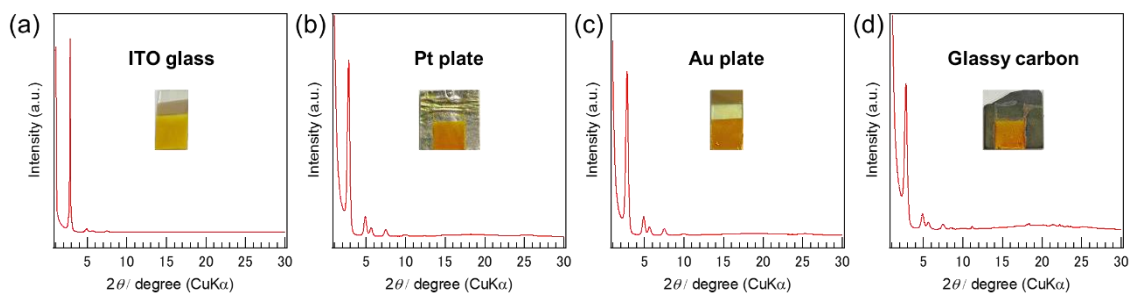 (a)
ITO glass
Intensity (a.u.)
5 10 15 20 25 30
2θ/ degree (CuKα)
(b)
Pt plate
Intensity (a.u.)
5 10 15 20 25 30
2θ/ degree (CuKα)
(c)
Au plate
Intensity (a.u.)
5 10 15 20 25 30
2θ/ degree (CuKα)
(d)
Glassy carbon
Intensity (a.u.)
5 10 15 20 25 30
2θ/ degree (CuKα)